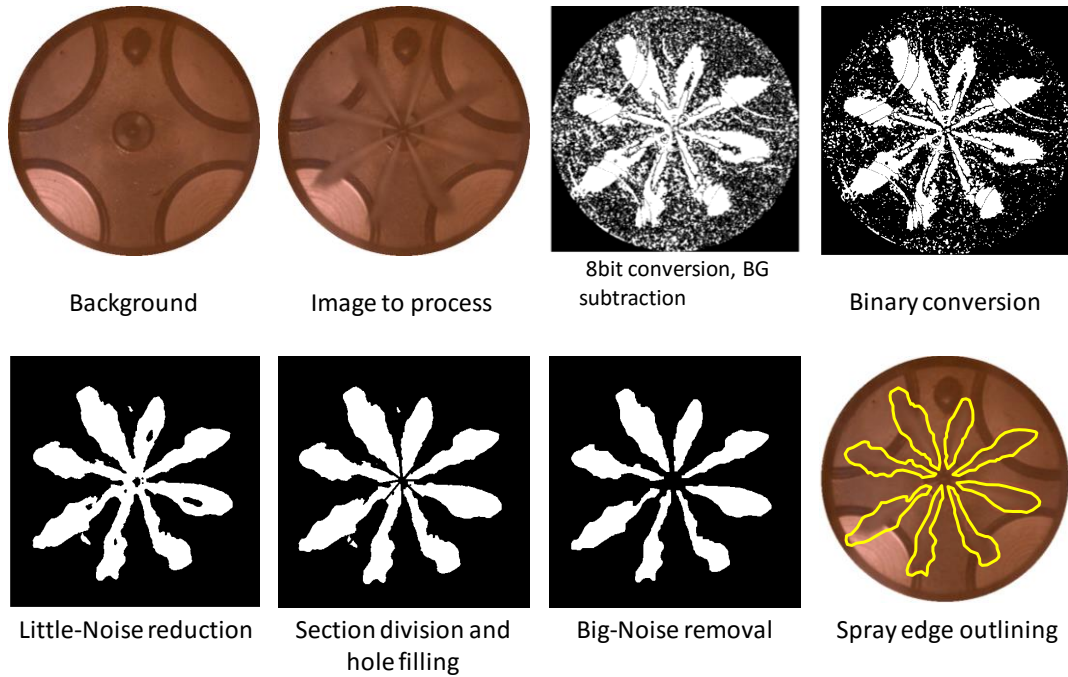 Background
Image to process
8bit conversion, BG
subtraction
Binary conversion
Little-Noise reduction
Section division and
hole filling
Big-Noise removal
Spray edge outlining